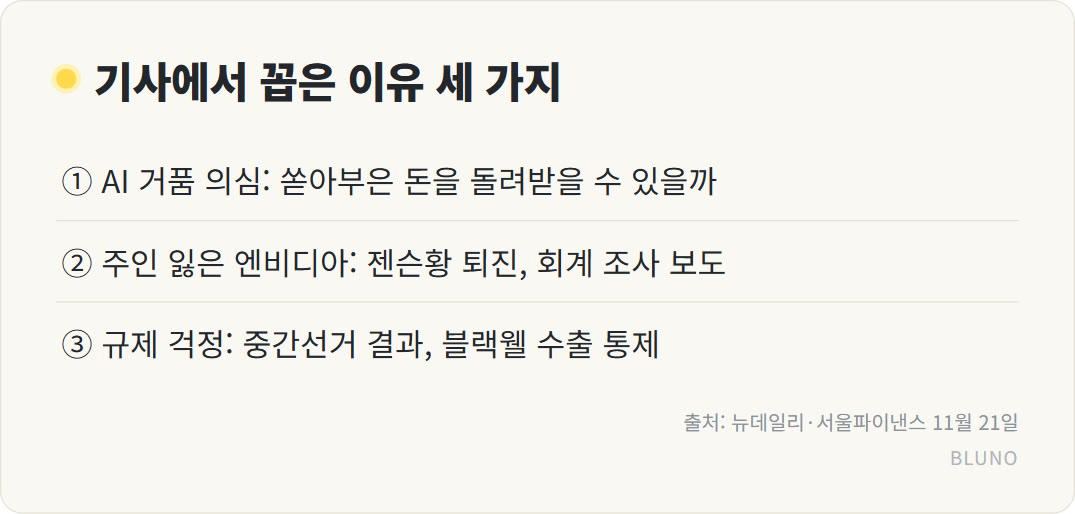 기사에서 꼽은 이유 세 가지
① AI 거품 의심: 쏟아부은 돈을 돌려받을 수 있을까
② 주인 잃은 엔비디아: 젠슨황 퇴진, 회계 조사 보도
③ 규제 걱정: 중간선거 결과, 블랙웰 수출 통제
출처: 뉴데일리·서울파이낸스 11월 21일
BLUNO